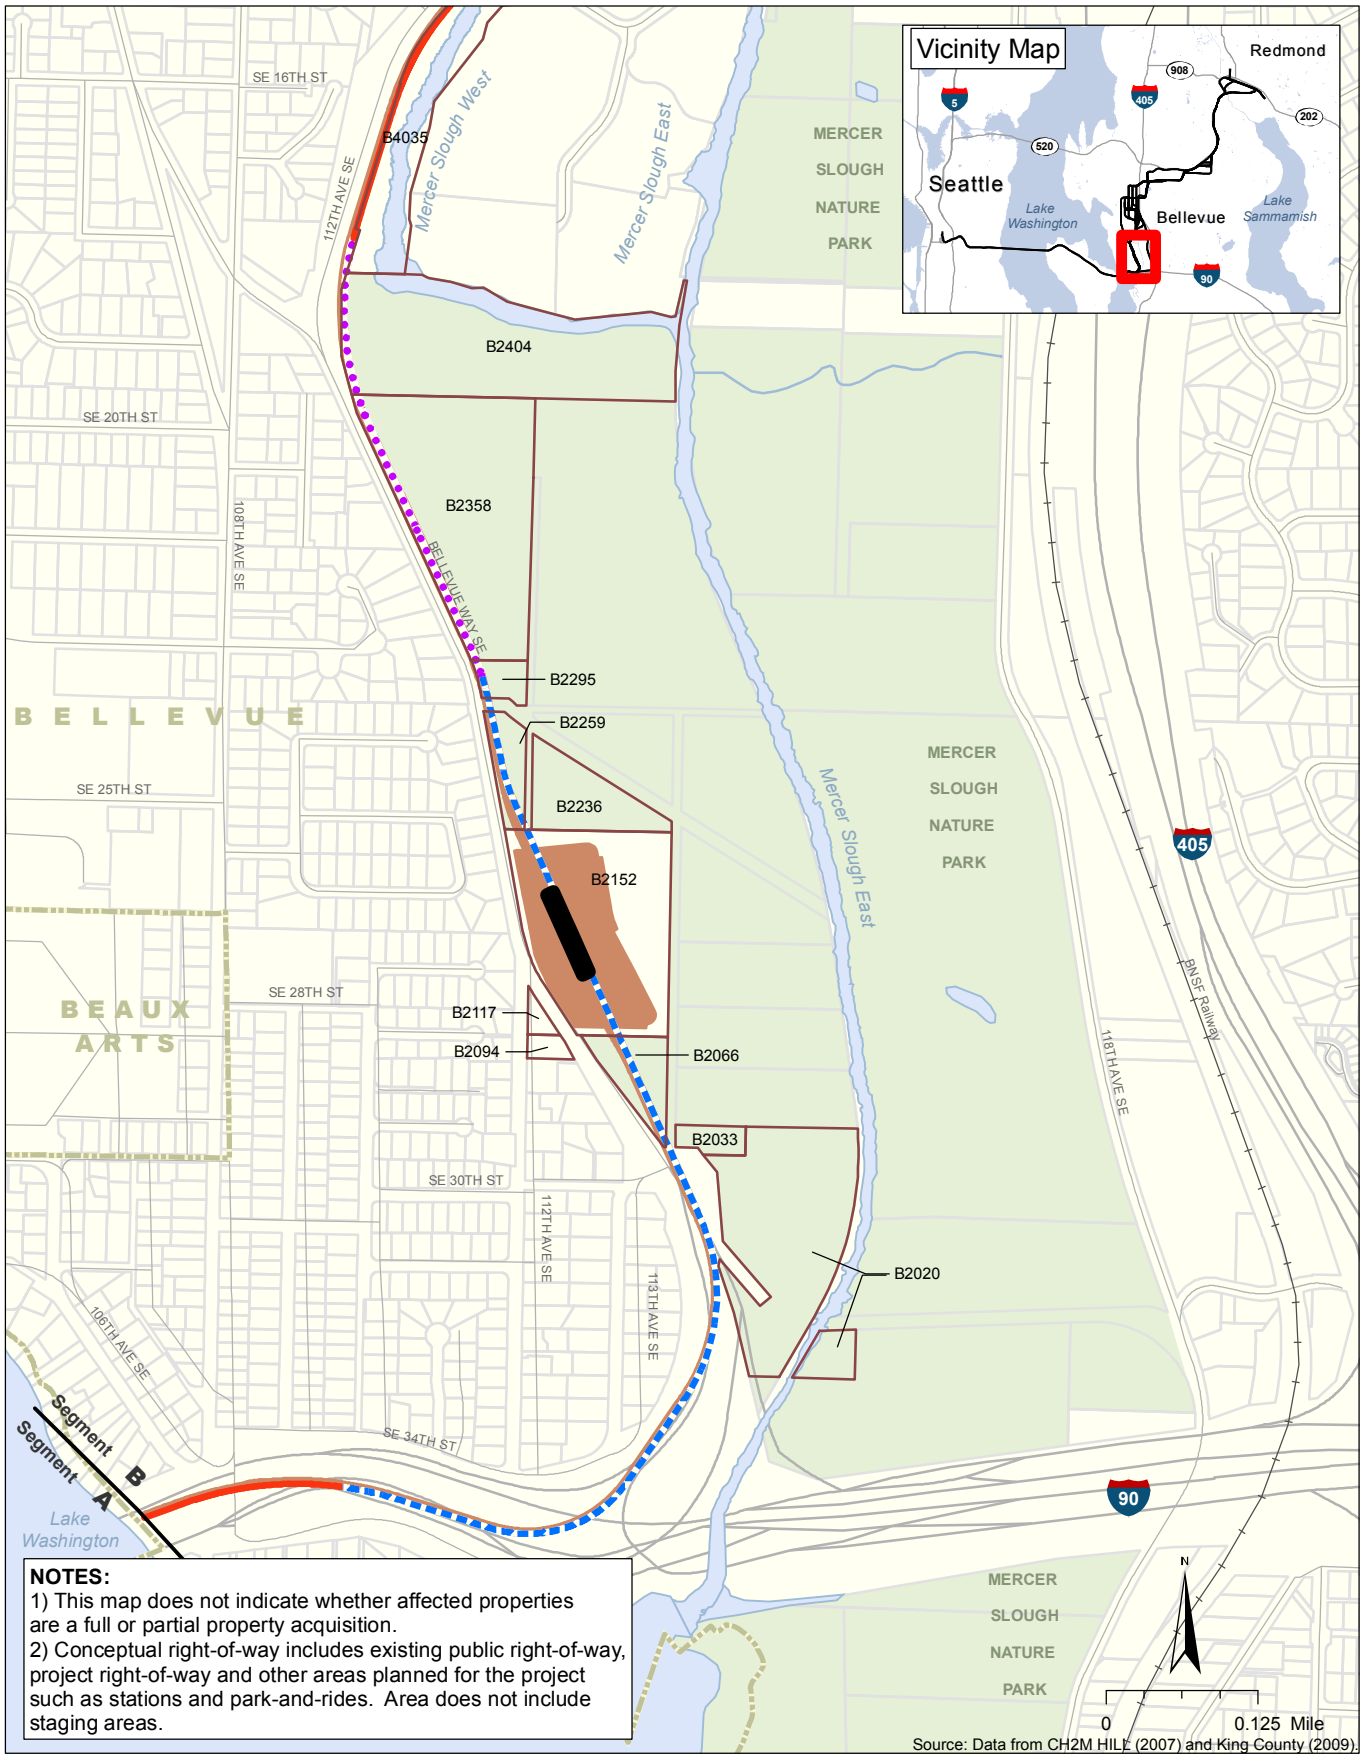 Vicinity Map
Redmond
908
5
405
202
520
Seattle
Lake
Washington
Bellevue
Lake
Sammamish
90
SE 16TH ST
B4035
112TH AVE SE
Mercer Slough West
Mercer Slough East
MERCER
SLOUGH
NATURE
PARK
B2404
SE 20TH ST
108TH AVE SE
B2358
BELLEVUE WAY SE
B2295
BELLEVUE
B2259
MERCER
SLOUGH
NATURE
PARK
SE 25TH ST
B2236
Mercer Slough East
405
B2152
BEAUX
ARTS
SE 28TH ST
B2117
B2094
B2066
BNSF Railway
118TH AVE SE
B2033
SE 30TH ST
112TH AVE SE
113TH AVE SE
B2020
106TH AVE SE
Segment B
Segment A
SE 34TH ST
90
Lake
Washington
NOTES:
1) This map does not indicate whether affected properties
are a full or partial property acquisition.
2) Conceptual right-of-way includes existing public right-of-way,
project right-of-way and other areas planned for the project
such as stations and park-and-rides. Area does not include
staging areas.
MERCER
SLOUGH
NATURE
PARK
N
0 0.125 Mile
Source: Data from CH2M HILL (2007) and King County (2009).